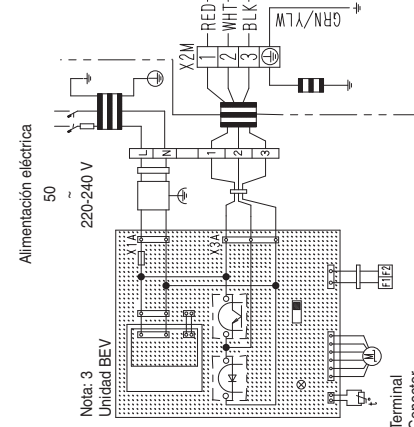 Alimentación eléctrica
50
~
220-240 V
Nota: 3
Unidad BEV
X1A
X3A
L
N
1
2
3
X2M
1
2
3
RED
WHT
BLK
GRN/YLW
M
t°
F1F2
Terminal